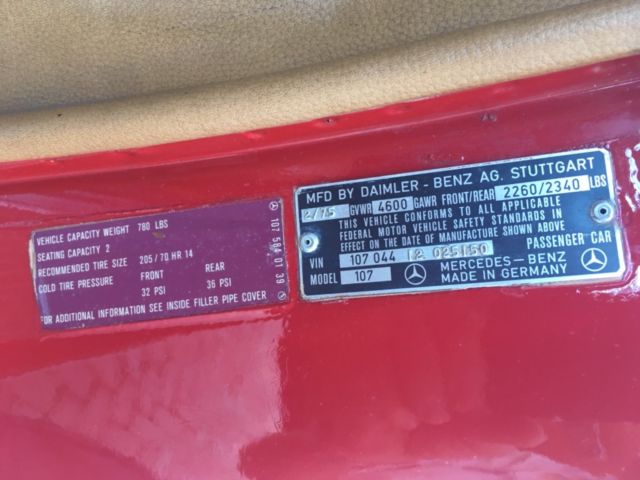 VEHICLE CAPACITY WEIGHT 780 LBS
SEATING CAPACITY 2
RECOMMENDED TIRE SIZE 205/70 HR 14
COLD TIRE PRESSURE FRONT REAR
32 PSI 36 PSI
FOR ADDITIONAL INFORMATION SEE INSIDE FILLER PIPE COVER
107 584 01 39
MFD BY DAIMLER-BENZ AG. STUTTGART
2/75 GVWR 4600 GAWR FRONT/REAR 2260/2340 LBS
THIS VEHICLE CONFORMS TO ALL APPLICABLE
FEDERAL MOTOR VEHICLE SAFETY STANDARDS IN
EFFECT ON THE DATE OF MANUFACTURE SHOWN ABOVE
PASSENGER CAR
VIN 107 044 12 025150
MODEL 107
MERCEDES-BENZ
MADE IN GERMANY